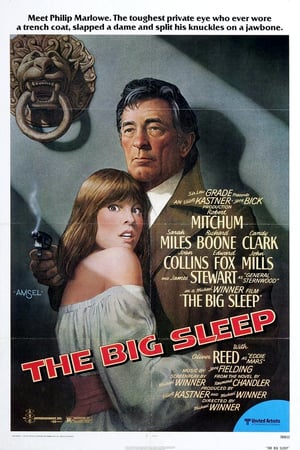 Meet Philip Marlowe. The toughest private eye who ever wore
a trench coat, slapped a dame and split his knuckles on a jawbone.
Sir Lew GRADE Presents
AN Elliott KASTNER- Jerry BICK
PRODUCTION
Robert
MITCHUM
Sarah Richard Candy
MILES BOONE CLARK
Joan Edward John
COLLINS FOX MILLS
and James STEWART AS "GENERAL STERNWOOD"
IN A Michael WINNER FILM
"THE BIG SLEEP"
AMSEL
THE BIG SLEEP
With
Oliver REED AS "EDDIE MARS"
MUSIC BY Jerry FIELDING
SCREENPLAY BY Michael WINNER
FROM THE NOVEL BY Raymond CHANDLER
PRODUCED BY Elliott KASTNER and Michael WINNER
DIRECTED BY
Michael WINNER
R
United Artists
"THE BIG SLEEP"